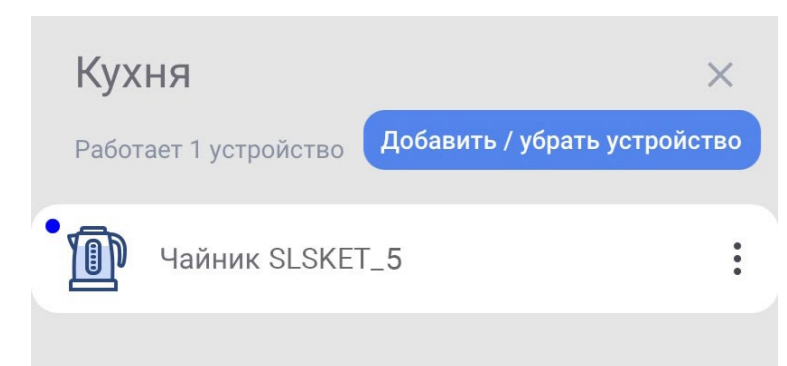 Кухня
Работает 1 устройство
Добавить / убрать устройство
Чайник SLSKET_5